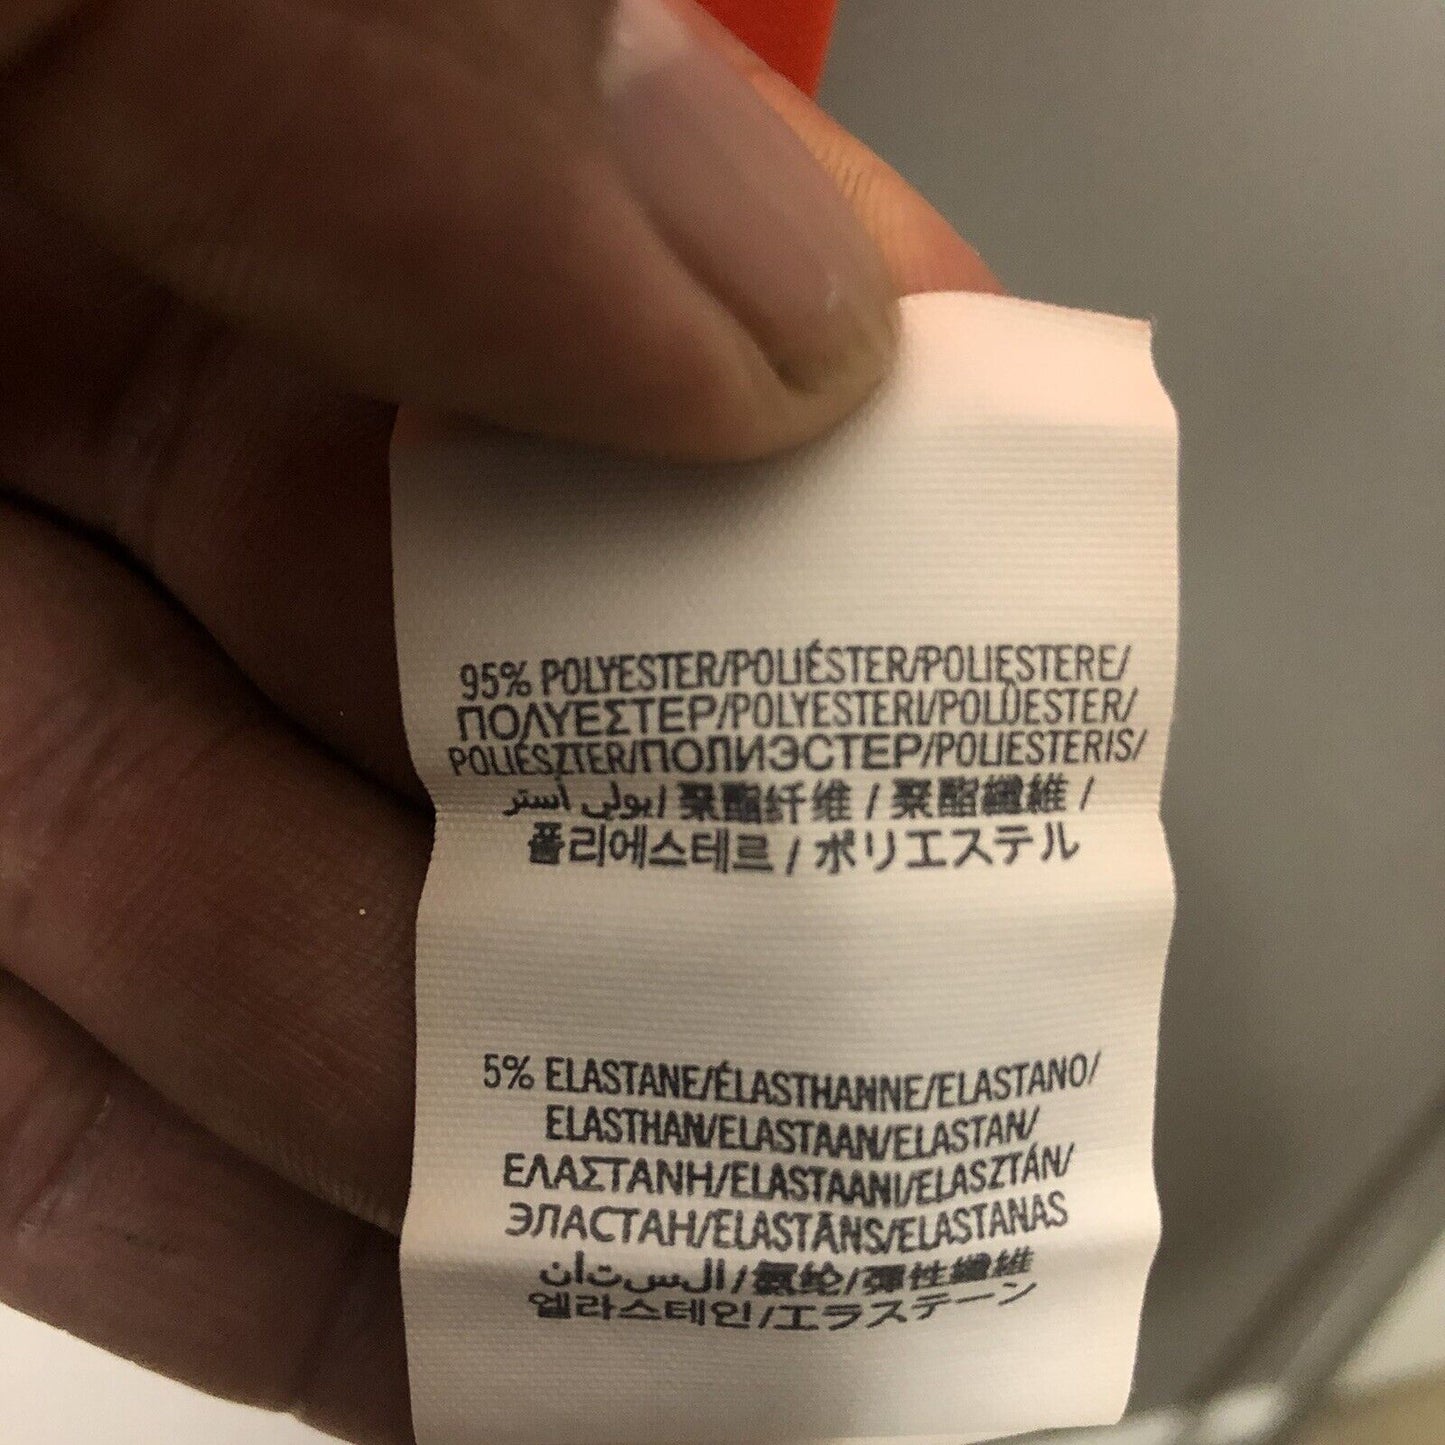 95% POLYESTER/POLIÉSTER/POLIESTERE/
ΠΟΛΥΕΣΤΕΡ/POLYESTERI/POLÜESTER/
POLIÉSZTER/ПОЛИЭСТЕР/POLIESTERIS/
بولي أستر/ 聚酯纤维 / 聚酯纖維 /
폴리에스테르 / ポリエステル
5% ELASTANE/ÉLASTHANNE/ELASTANO/
ELASTHAN/ELASTAAN/ELASTAN/
ΕΛΑΣΤΑΝΗ/ELASTAANI/ELASZTÁN/
ЭЛАСТАН/ELASTĀNS/ELASTANAS
الستان/氨纶/彈性纖維
엘라스테인/エラステーン